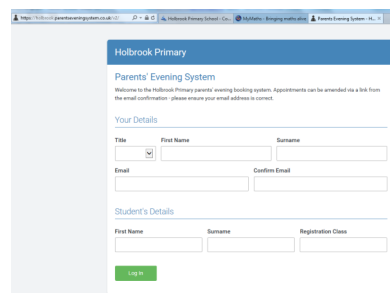 https://holbrook.parentseveningsystem.co.uk/v2/
Holbrook Primary School - Co...
MyMaths - Bringing maths alive
Parents Evening System - H...
Holbrook Primary
Parents' Evening System
Welcome to the Holbrook Primary parents' evening booking system. Appointments can be amended via a link from
the email confirmation - please ensure your email address is correct.
Your Details
Title First Name Surname
Email Confirm Email
Student's Details
First Name Surname Registration Class
Log in